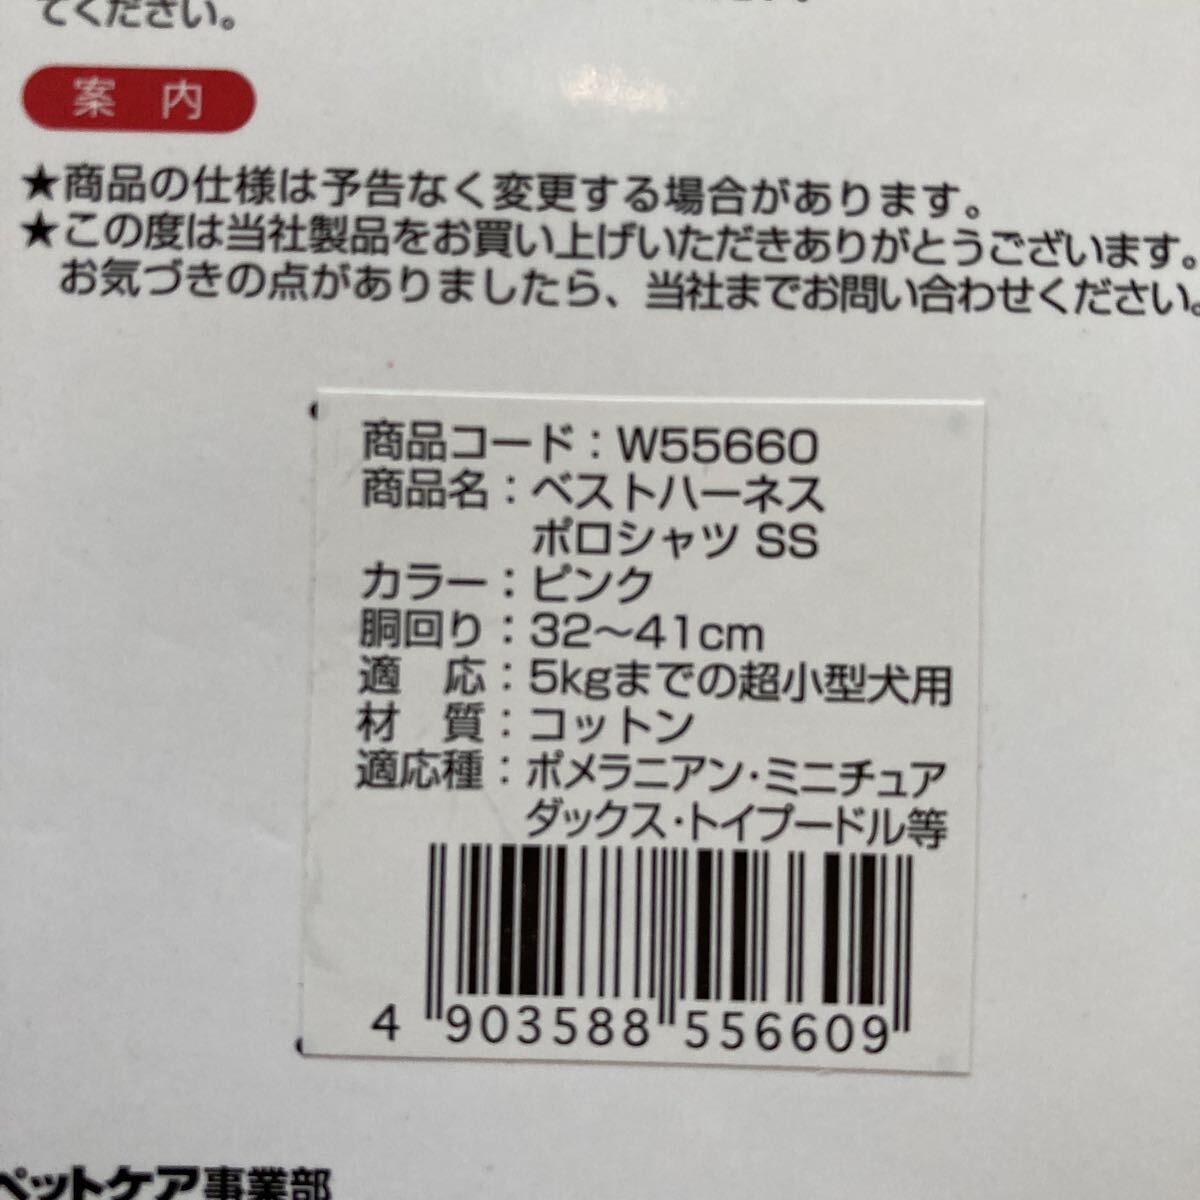 てください。
案 内
★商品の仕様は予告なく変更する場合があります。
★この度は当社製品をお買い上げいただきありがとうございます。
お気づきの点がありましたら、当社までお問い合わせください。
商品コード：W55660
商品名：ベストハーネス
ポロシャツ SS
カラー：ピンク
胴回り：32〜41cm
適 応：5kgまでの超小型犬用
材 質：コットン
適応種：ポメラニアン・ミニチュア
ダックス・トイプードル等
4 903588 556609
ペットケア事業部